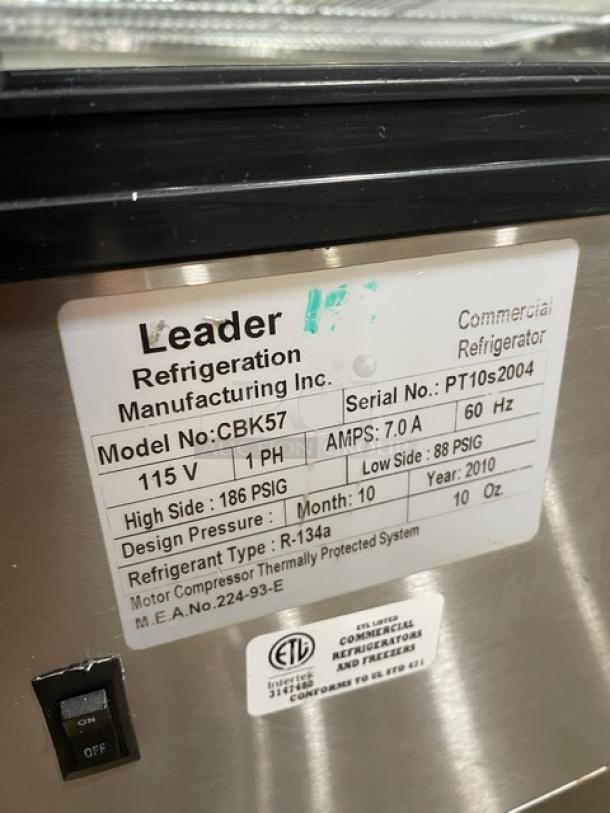 Leader
Refrigeration
Manufacturing Inc.
Commercial
Refrigerator
Model No:CBK57
Serial No.: PT10s2004
115 V
1 PH
AMPS: 7.0 A
60 Hz
High Side : 186 PSIG
Low Side : 88 PSIG
Design Pressure :
Month: 10
Year: 2010
Refrigerant Type : R-134a
10 Oz.
Motor Compressor Thermally Protected System
M.E.A.No.224-93-E
ETL
Intertek
3147480
ETL LISTED
COMMERCIAL
REFRIGERATORS
AND FREEZERS
CONFORMS TO UL STD 471
ON
OFF